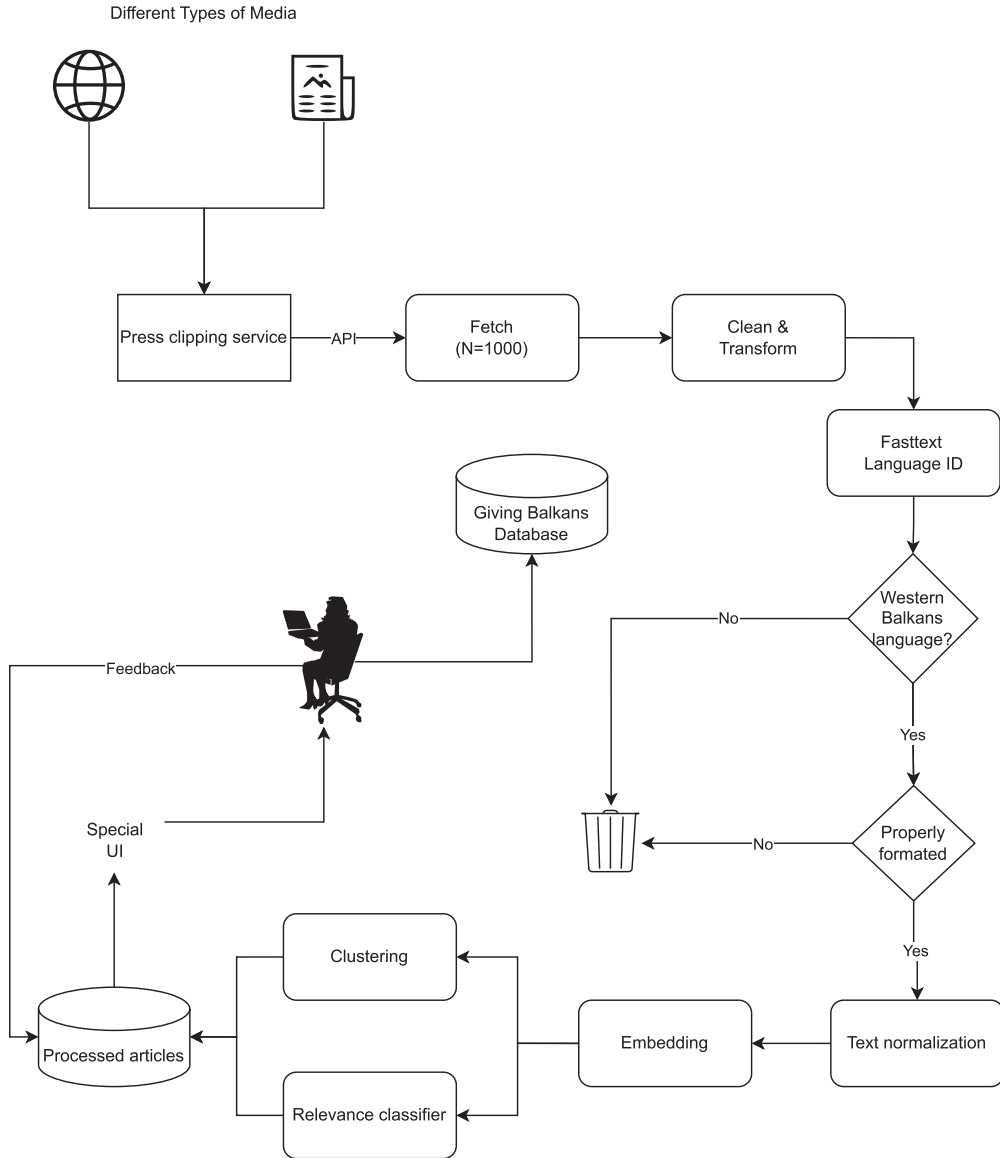 Different Types of Media
Press clipping service
API
Fetch
(N=1000)
Clean &
Transform
Fasttext
Language ID
Giving Balkans
Database
Western
Balkans
language?
No
Feedback
Yes
Special
UI
Properly
formated
No
Yes
Clustering
Processed articles
Embedding
Text normalization
Relevance classifier